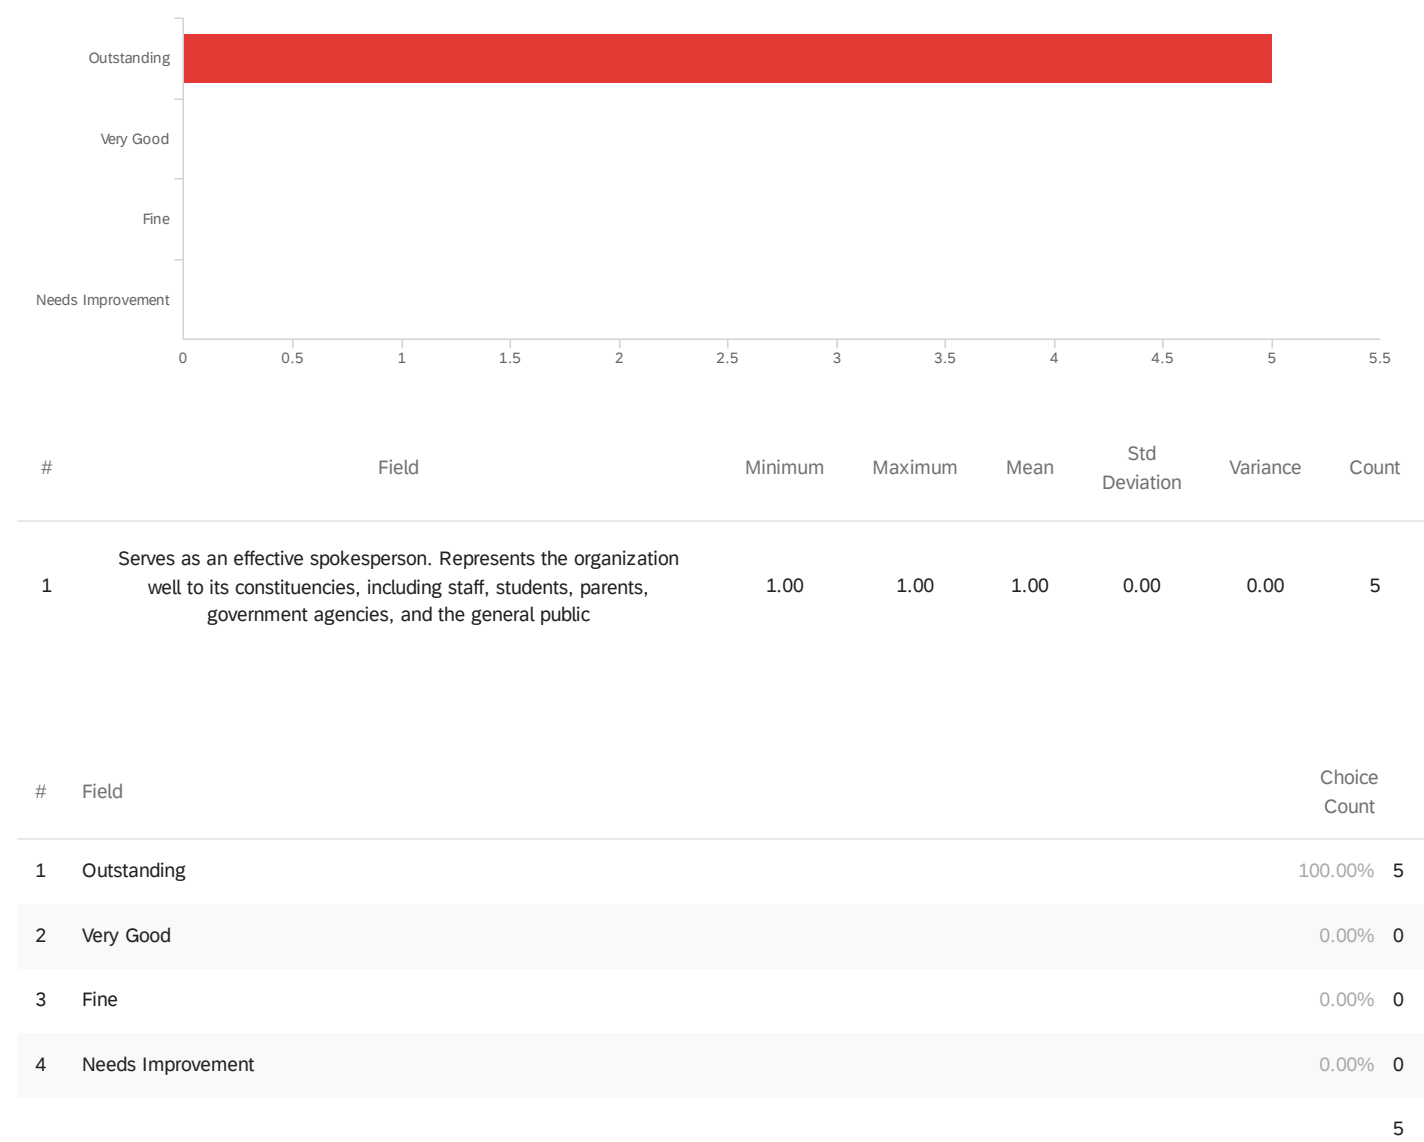 Outstanding
Very Good
Fine
Needs Improvement
0 0.5 1 1.5 2 2.5 3 3.5 4 4.5 5 5.5
# Field Minimum Maximum Mean Std Deviation Variance Count
1 Serves as an effective spokesperson. Represents the organization
well to its constituencies, including staff, students, parents,
government agencies, and the general public 1.00 1.00 1.00 0.00 0.00 5
# Field Choice Count
1 Outstanding 100.00% 5
2 Very Good 0.00% 0
3 Fine 0.00% 0
4 Needs Improvement 0.00% 0
5